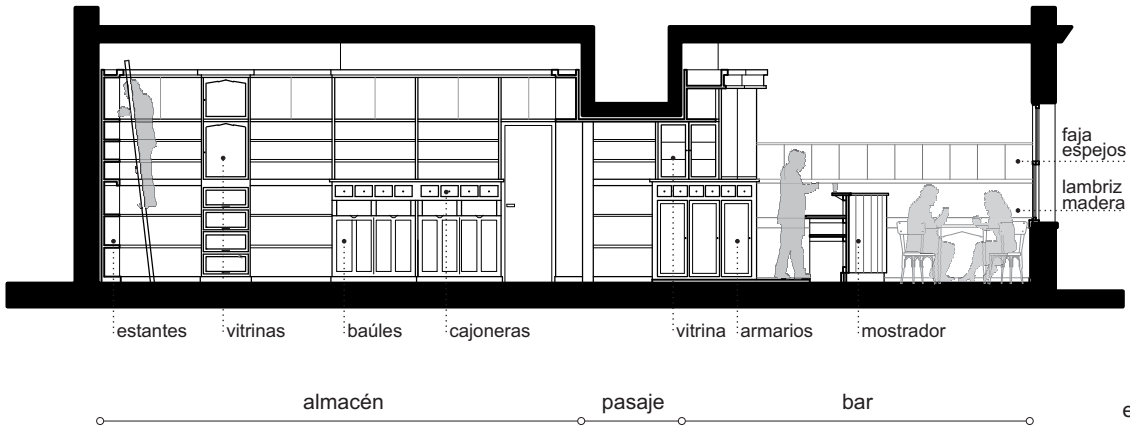 faja
espejos
lambriz
madera
estantes vitrinas baúles cajoneras vitrina armarios mostrador
almacén pasaje bar
e